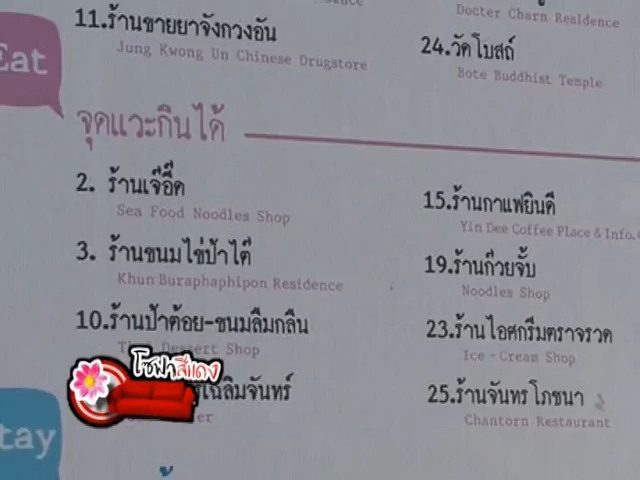 11.ร้านขายยาจังกวงอัน
Jung Kwong Un Chinese Drugstore
Docter Charn Residence
24.วัดโบสถ์
Bote Buddhist Temple
Eat
จุดแวะกินได้
2. ร้านเจ๊อี๊ด
Sea Food Noodles Shop
3. ร้านขนมไข่ป้าไต๊
Khun Buraphaphipon Residence
10.ร้านป้าต้อย-ขนมลืมกลืน
Dessert Shop
เฉลิมจันทร์
15.ร้านกาแฟยินดี
Yin Dee Coffee Place & Info.
19.ร้านก๊วยจั๊บ
Noodles Shop
23.ร้านไอศกรีมตราจรวด
Ice - Cream Shop
25.ร้านจันทรโภชนา
Chantorn Restaurant
โซฟาสีแดง
tay